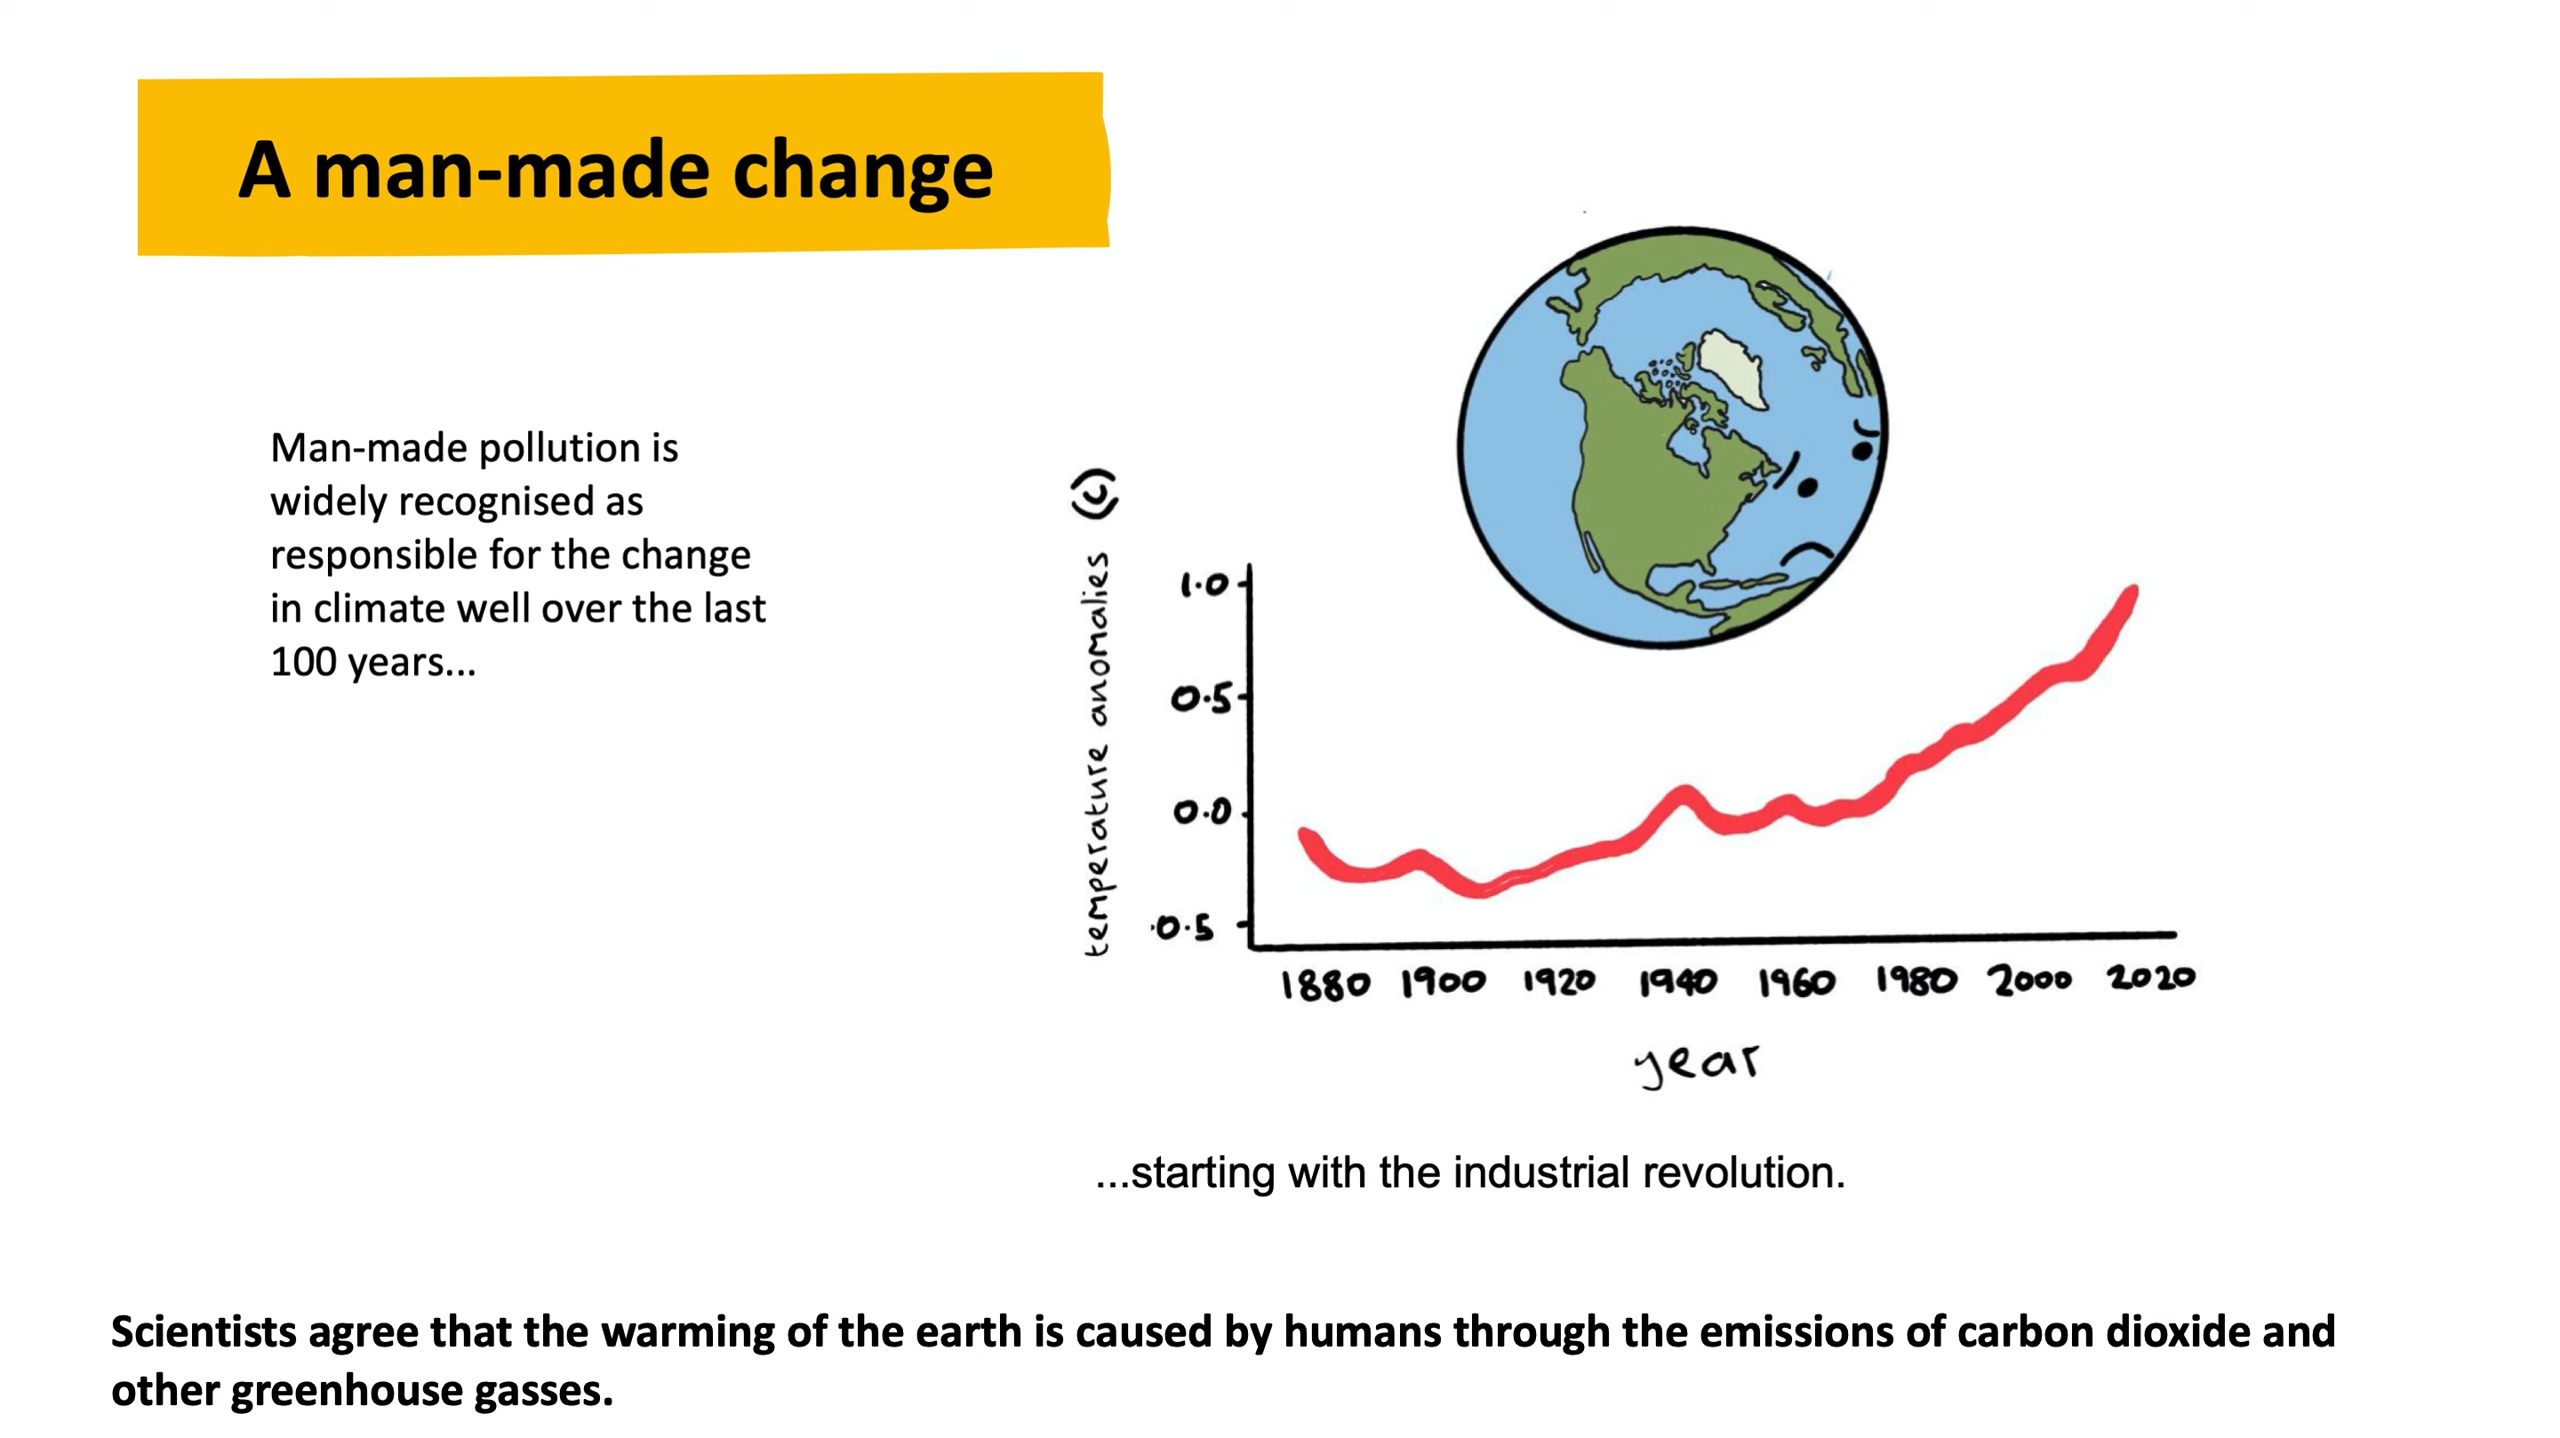 A man-made change
Man-made pollution is
widely recognised as
responsible for the change
in climate well over the last
100 years...
temperature anomalies (c)
1.0
0.5
0.0
-0.5
1880 1900 1920 1940 1960 1980 2000 2020
year
...starting with the industrial revolution.
Scientists agree that the warming of the earth is caused by humans through the emissions of carbon dioxide and
other greenhouse gasses.